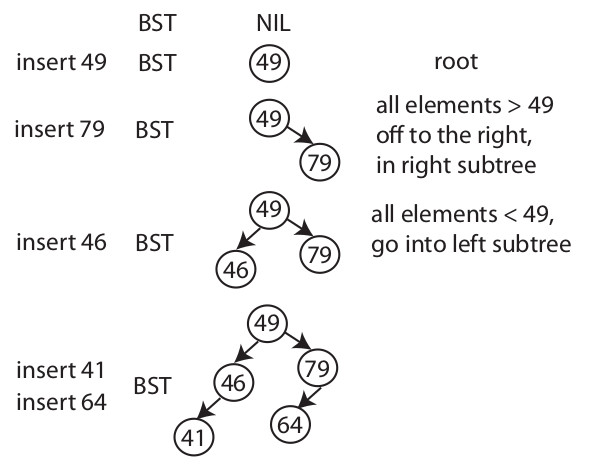 BST NIL
insert 49 BST 49 root
insert 79 BST 49 79 all elements > 49
off to the right,
in right subtree
insert 46 BST 49 46 79 all elements < 49,
go into left subtree
insert 41
insert 64
BST
49
46 79
41 64